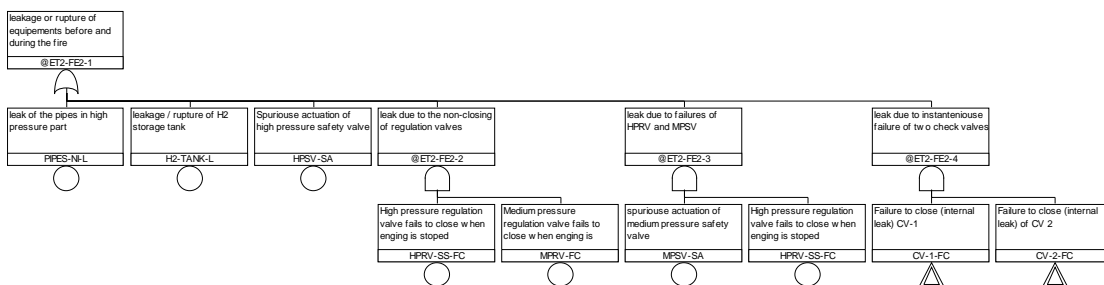 leakage or rupture of
equipements before and
during the fire
@ET2-FE2-1
leak of the pipes in high
pressure part
PIPES-NI-L
leakage / rupture of H2
storage tank
H2-TANK-L
Spuriouse actuation of
high pressure safety valve
HPSV-SA
leak due to the non-closing
of regulation valves
@ET2-FE2-2
leak due to failures of
HPRV and MPSV
@ET2-FE2-3
leak due to instanteniouse
failure of two check valves
@ET2-FE2-4
High pressure regulation
valve fails to close when
enging is stoped
HPRV-SS-FC
Medium pressure
regulation valve fails to
close when enging is
MPRV-FC
spuriouse actuation of
medium pressure safety
valve
MPSV-SA
High pressure regulation
valve fails to close when
enging is stoped
HPRV-SS-FC
Failure to close (internal
leak) CV-1
CV-1-FC
Failure to close (internal
leak) of CV 2
CV-2-FC